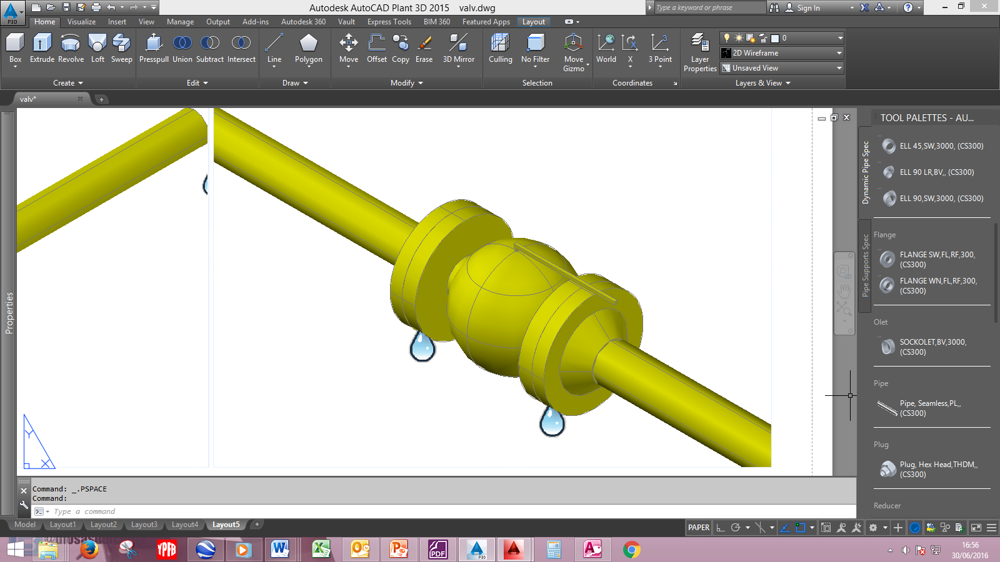 Autodesk AutoCAD Plant 3D 2015 valv.dwg
Type a keyword or phrase
Sign In
P3D
Home Visualize Insert View Manage Output Add-ins Autodesk 360 Vault Express Tools BIM 360 Featured Apps Layout
Box Extrude Revolve Loft Sweep Presspull Union Subtract Intersect Line Polygon Move Offset Copy Erase 3D Mirror Culling No Filter Move Gizmo World X 3 Point Layer Properties
0
2D Wireframe
Unsaved View
Create Edit Draw Modify Selection Coordinates Layers & View
valv*
Properties
Y
X
TOOL PALETTES - AU...
Dynamic Pipe Spec
Pipe Supports Spec
ELL 45,SW,3000, (CS300)
ELL 90 LR,BV,, (CS300)
ELL 90,SW,3000, (CS300)
Flange
FLANGE SW,FL,RF,300,
(CS300)
FLANGE WN,FL,RF,300,
(CS300)
Olet
SOCKOLET,BV,3000,
(CS300)
Pipe
Pipe, Seamless,PL,,
(CS300)
Plug
Plug, Hex Head,THDM,,
(CS300)
Reducer
Command: _.PSPACE
Command:
Type a command
Model Layout1 Layout2 Layout3 Layout4 Layout5
PAPER
YPFB
PDF
P3D
16:56
30/06/2016